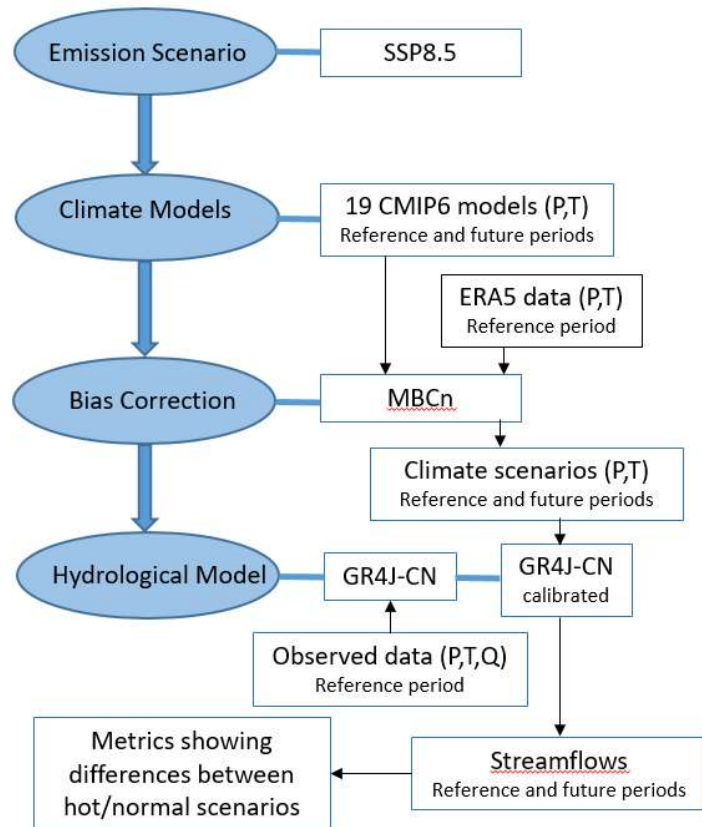 Emission Scenario
SSP8.5
Climate Models
19 CMIP6 models (P,T)
Reference and future periods
ERA5 data (P,T)
Reference period
Bias Correction
MBCn
Climate scenarios (P,T)
Reference and future periods
Hydrological Model
GR4J-CN
GR4J-CN
calibrated
Observed data (P,T,Q)
Reference period
Metrics showing
differences between
hot/normal scenarios
Streamflows
Reference and future periods